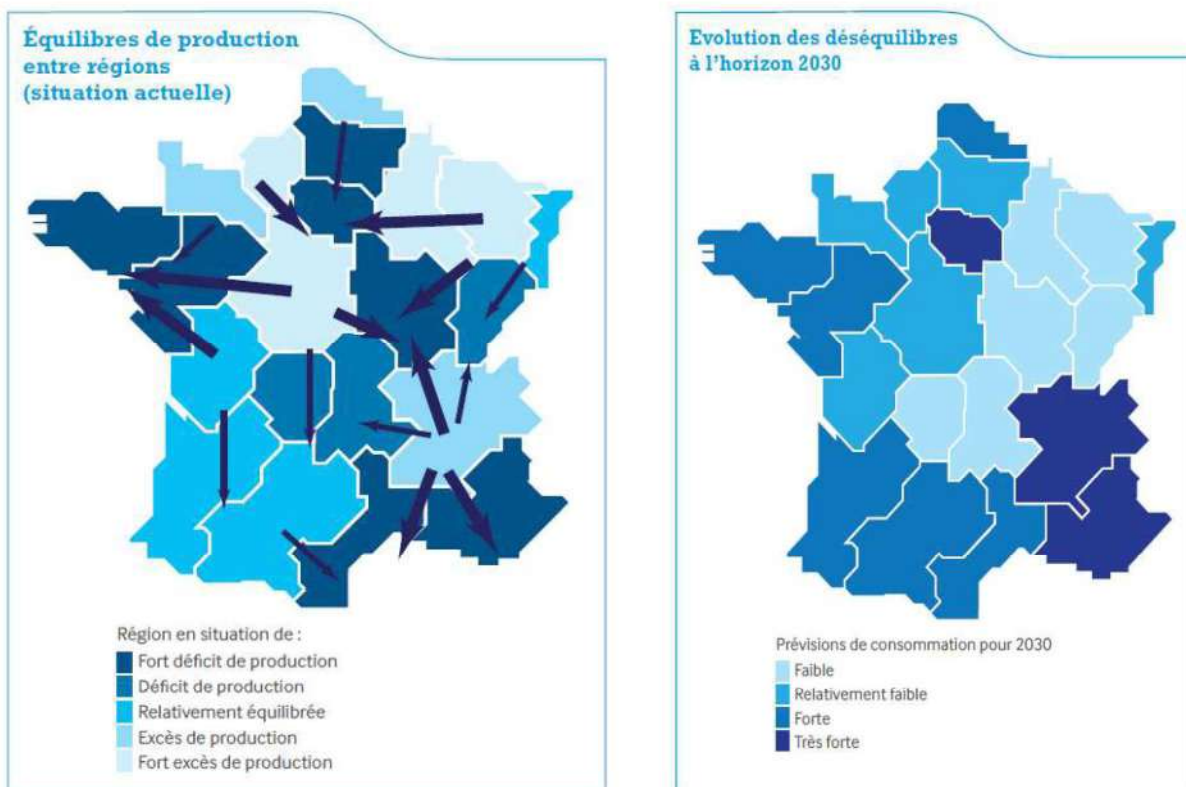 Équilibres de production
entre régions
(situation actuelle)
Région en situation de :
Fort déficit de production
Déficit de production
Relativement équilibrée
Excès de production
Fort excès de production
Evolution des déséquilibres
à l'horizon 2030
Prévisions de consommation pour 2030
Faible
Relativement faible
Forte
Très forte